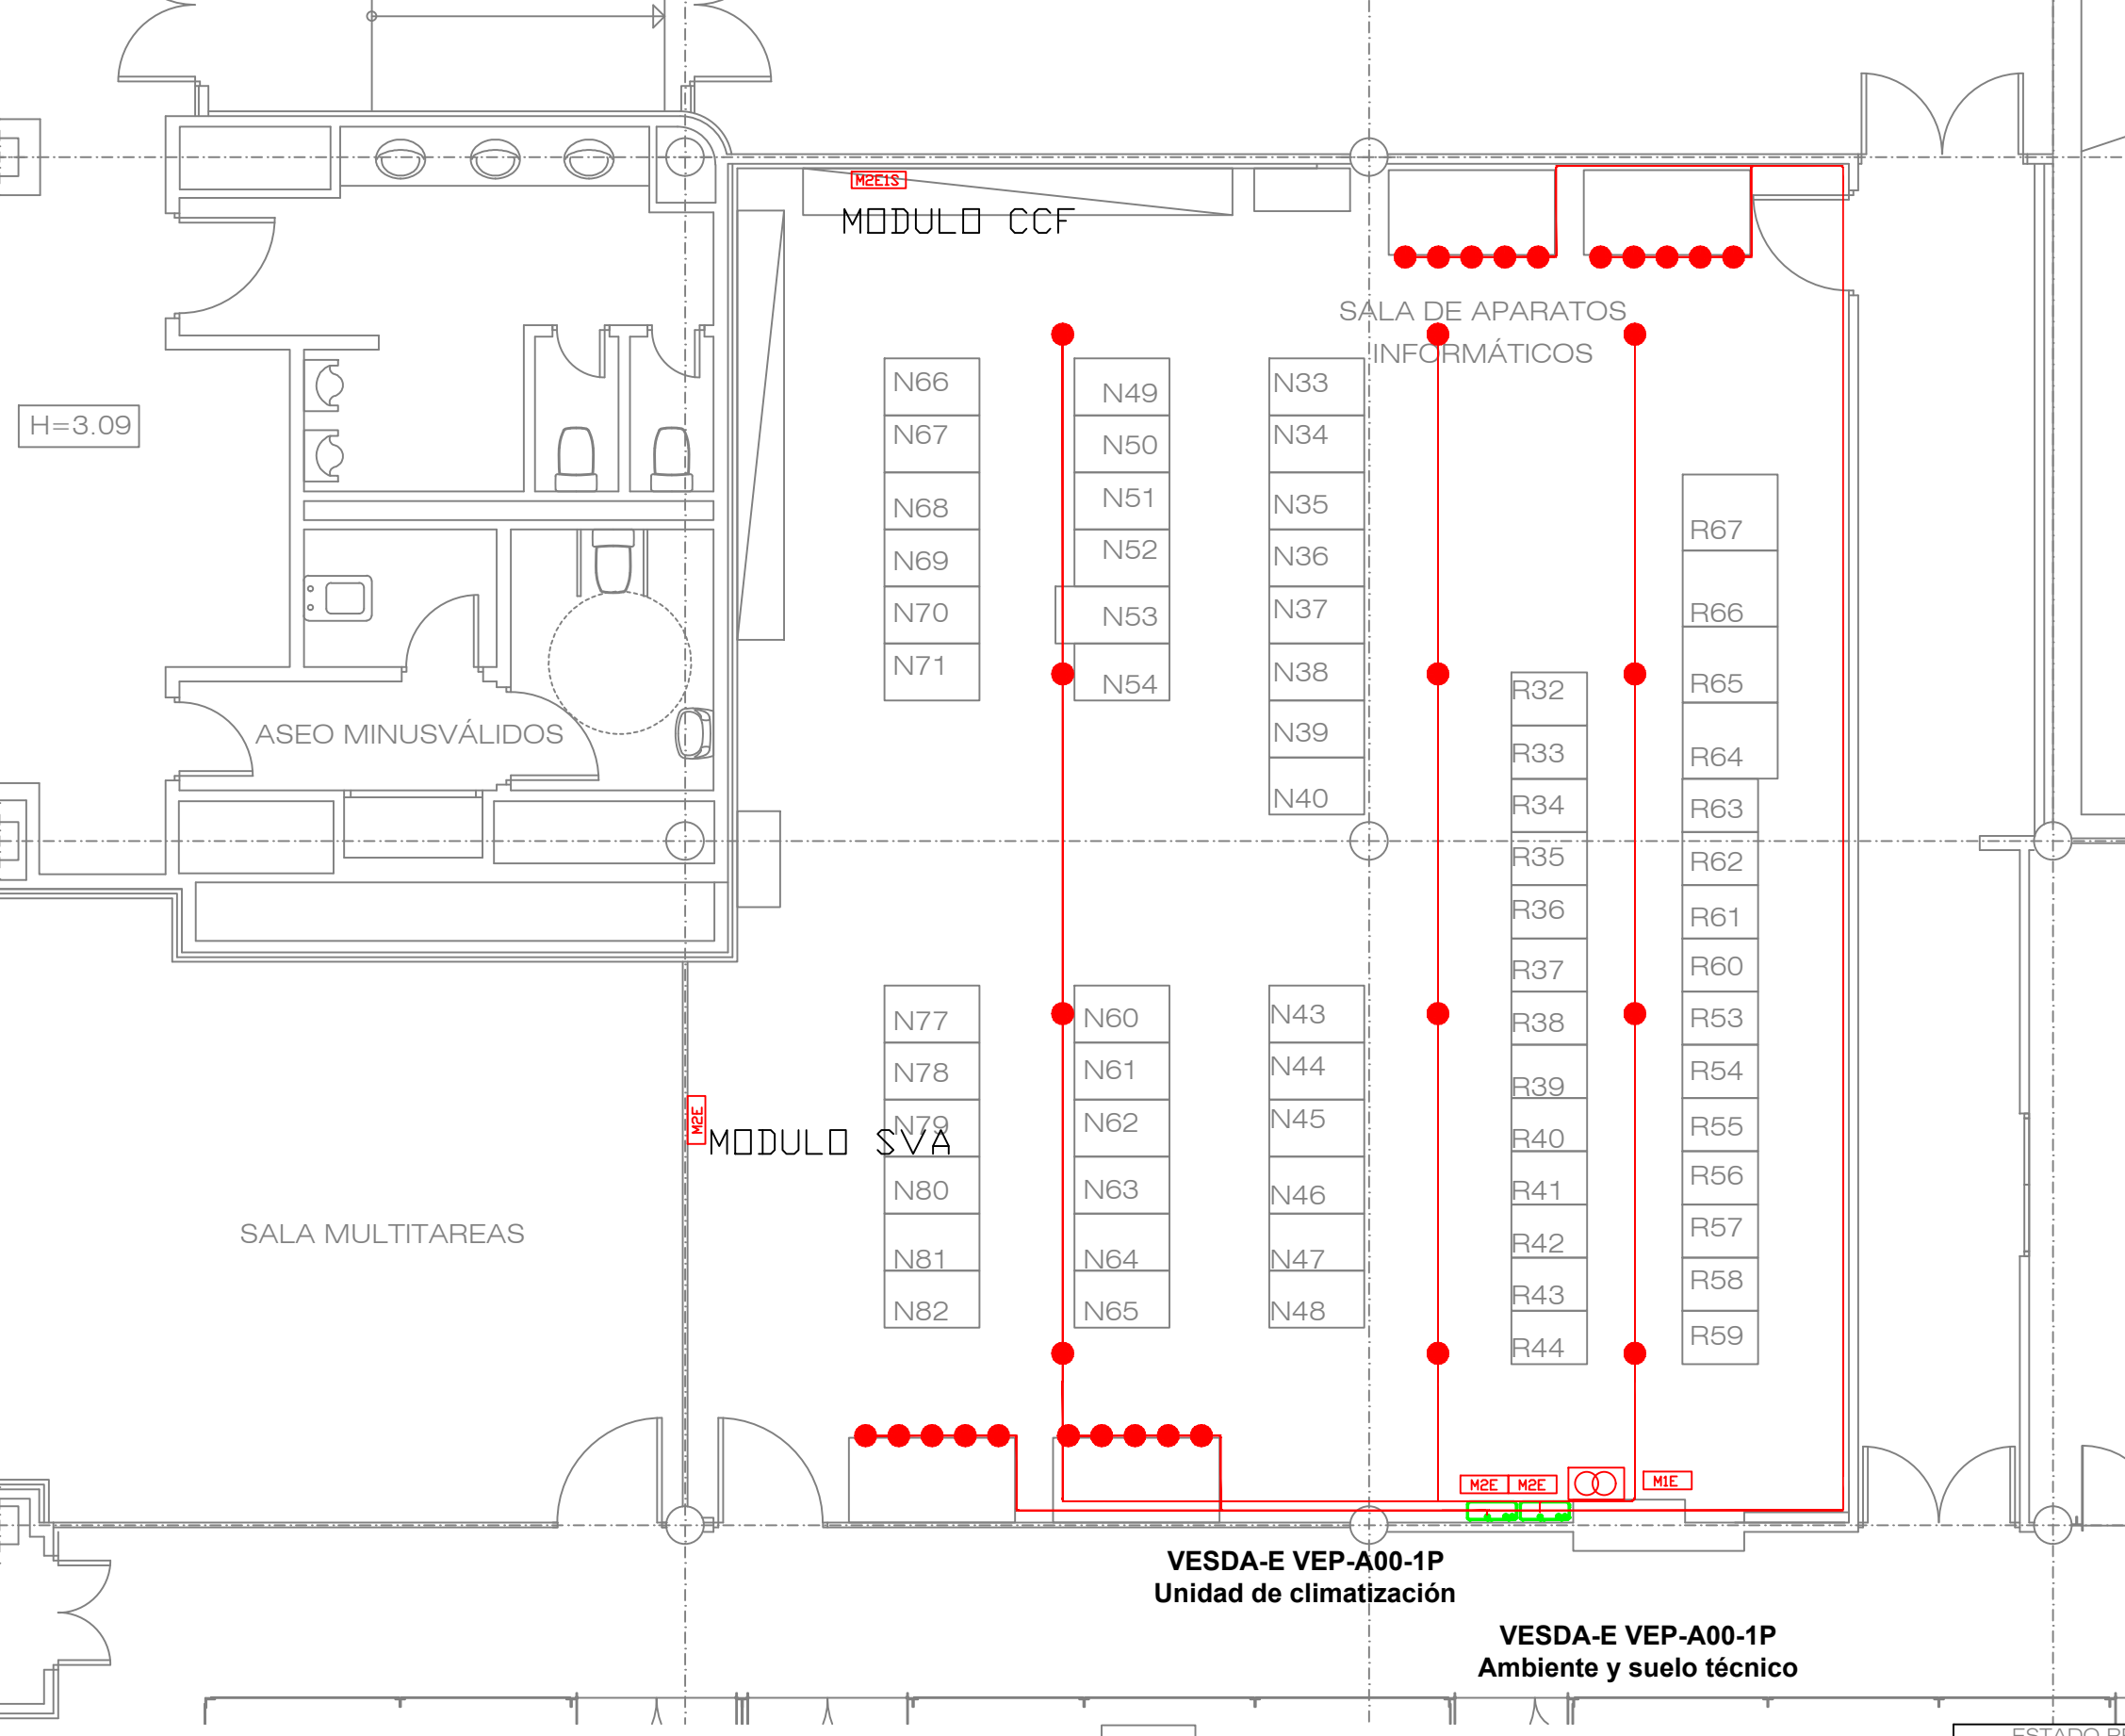 M2E1S
MODULO CCF
SALA DE APARATOS
INFORMÁTICOS
H=3.09
N66
N67
N68
N69
N70
N71
N49
N50
N51
N52
N53
N54
N33
N34
N35
N36
N37
N38
N39
N40
R67
R66
R65
R64
R63
R62
R61
R60
R53
R54
R55
R56
R57
R58
R59
R32
R33
R34
R35
R36
R37
R38
R39
R40
R41
R42
R43
R44
ASEO MINUSVÁLIDOS
N77
N78
N79
N80
N81
N82
N60
N61
N62
N63
N64
N65
N43
N44
N45
N46
N47
N48
M2E
MODULO SVA
SALA MULTITAREAS
M2E
M2E
M1E
VESDA-E VEP-A00-1P
Unidad de climatización
VESDA-E VEP-A00-1P
Ambiente y suelo técnico